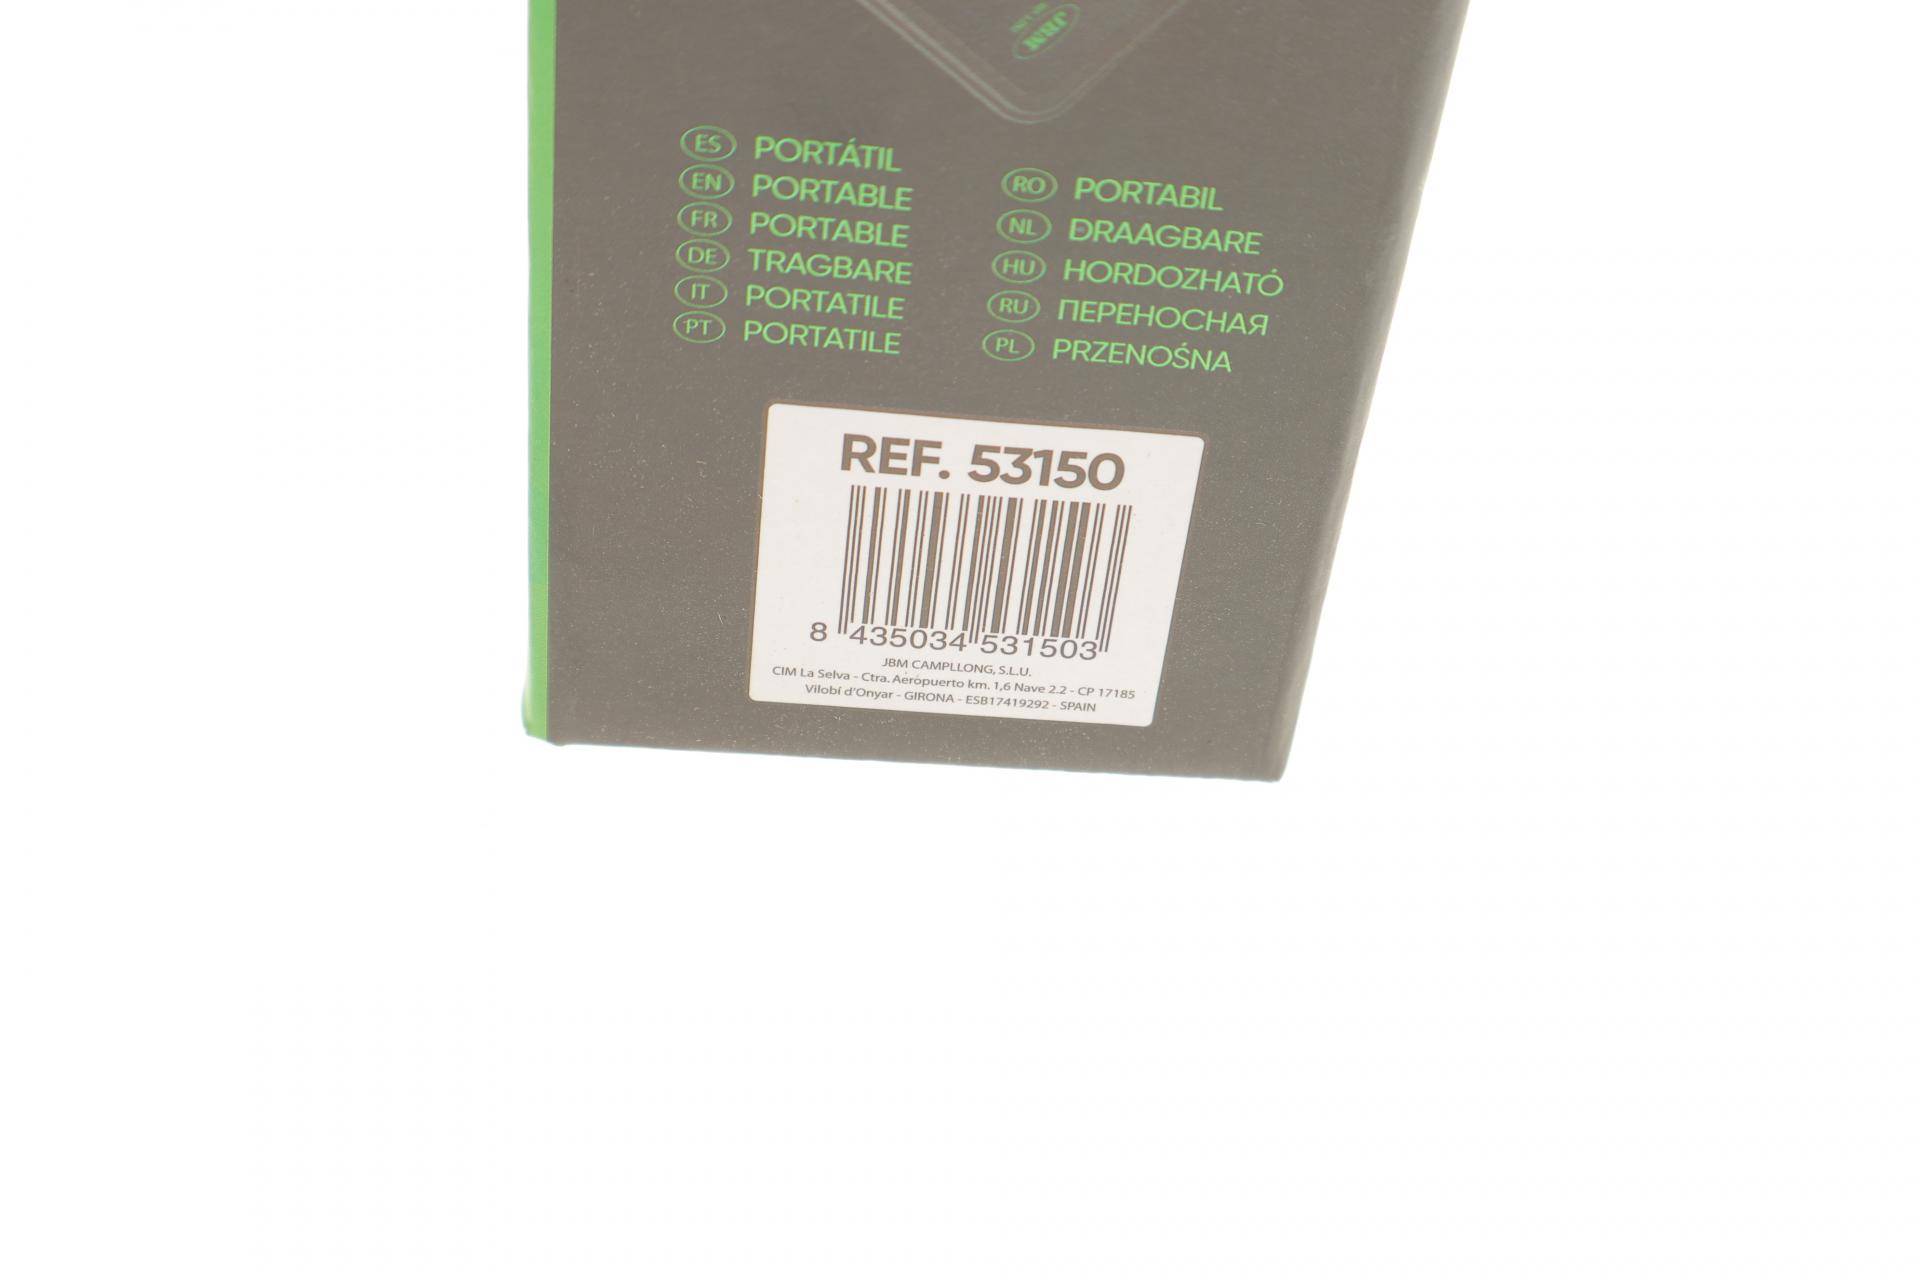 JBM
ES PORTÁTIL
EN PORTABLE
FR PORTABLE
DE TRAGBARE
IT PORTATILE
PT PORTATILE
RO PORTABIL
NL DRAAGBARE
HU HORDOZHATÓ
RU ПЕРЕНОСНАЯ
PL PRZENOŚNA
REF. 53150
8 435034 531503
JBM CAMPLLONG, S.L.U.
CIM La Selva - Ctra. Aeropuerto km. 1,6 Nave 2.2 - CP 17185
Vilobí d'Onyar - GIRONA - ESB17419292 - SPAIN